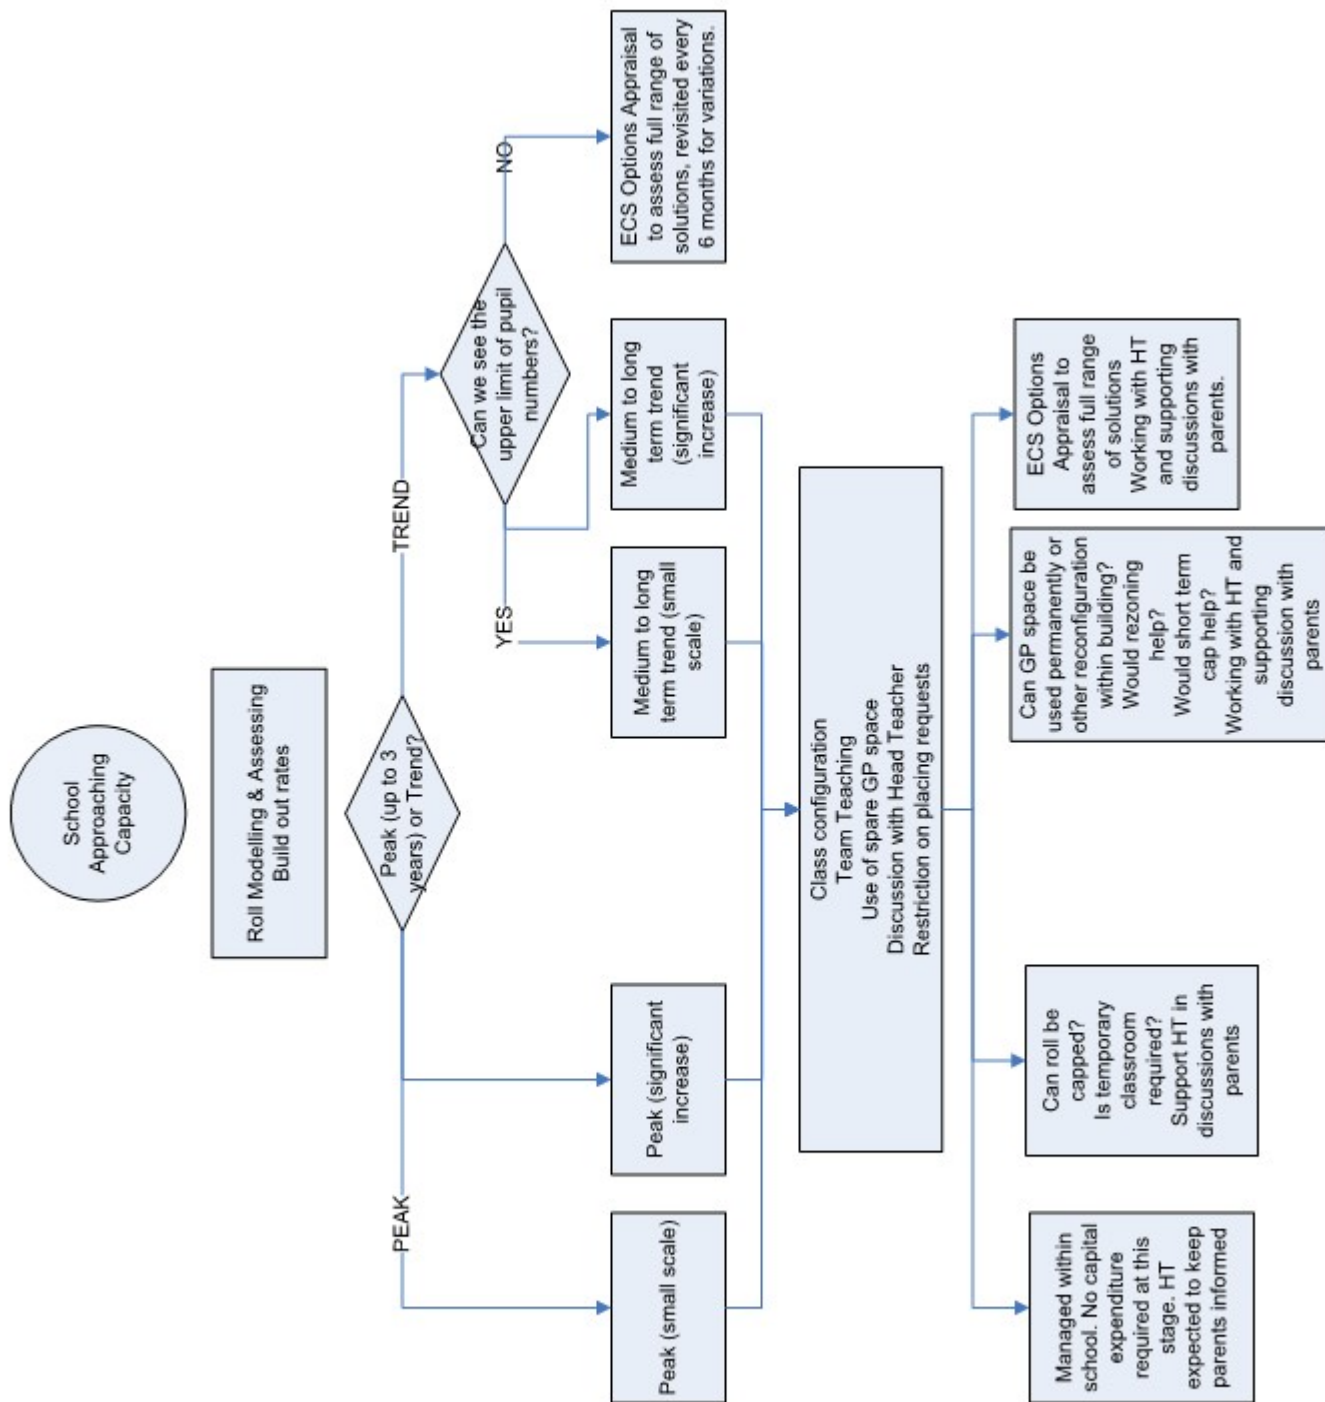 School
Approaching
Capacity
Roll Modelling & Assessing
Build out rates
Peak (up to 3
years) or Trend?
PEAK
TREND
Can we see the
upper limit of pupil
numbers?
YES
NO
Peak (small scale)
Peak (significant
increase)
Medium to long
term trend (small
scale)
Medium to long
term trend
(significant
increase)
ECS Options Appraisal
to assess full range of
solutions, revisited every
6 months for variations.
Class configuration
Team Teaching
Use of spare GP space
Discussion with Head Teacher
Restriction on placing requests
Managed within
school. No capital
expenditure
required at this
stage. HT
expected to keep
parents informed
Can roll be
capped?
Is temporary
classroom
required?
Support HT in
discussions with
parents
Can GP space be
used permanently or
other reconfiguration
within building?
Would rezoning
help?
Would short term
cap help?
Working with HT and
supporting
discussion with
parents
ECS Options
Appraisal to
assess full range
of solutions
Working with HT
and supporting
discussions with
parents.